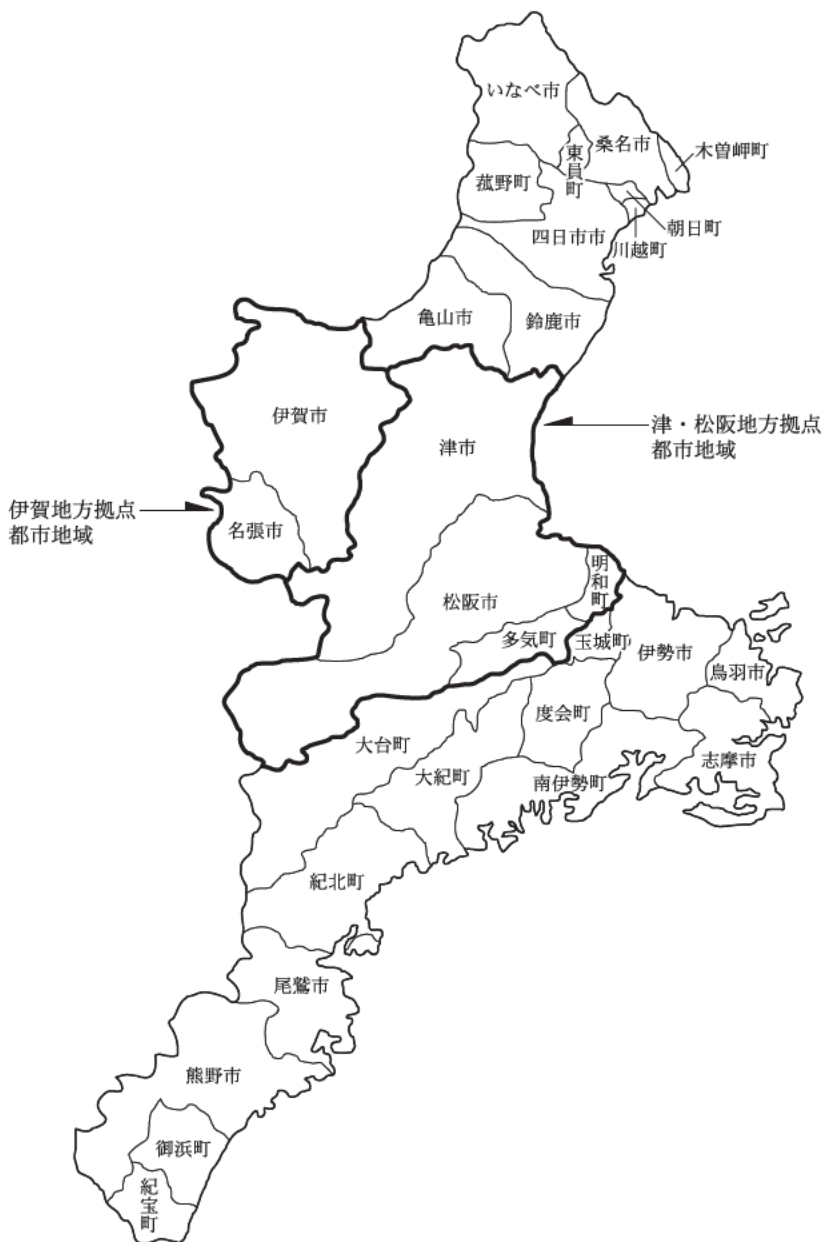 いなべ市
桑名市
木曽岬町
東員町
菰野町
朝日町
四日市市
川越町
亀山市
鈴鹿市
伊賀市
津市
津・松阪地方拠点
都市地域
伊賀地方拠点
都市地域
名張市
明和町
松阪市
多気町
玉城町
伊勢市
鳥羽市
度会町
大台町
志摩市
大紀町
南伊勢町
紀北町
尾鷲市
熊野市
御浜町
紀宝町